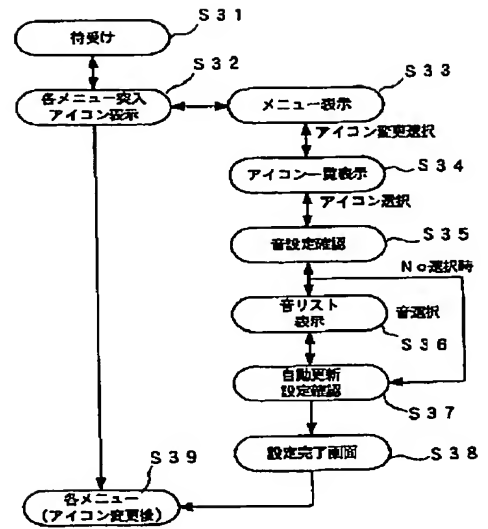 S31
待受け
S32
各メニュー突入
アイコン表示
S33
メニュー表示
アイコン変更選択
S34
アイコン一覧表示
アイコン選択
S35
音設定確認
No選択時
音リスト
表示
音選択
S36
自動更新
設定確認
S37
設定完了画面
S38
S39
各メニュー
(アイコン変更後)